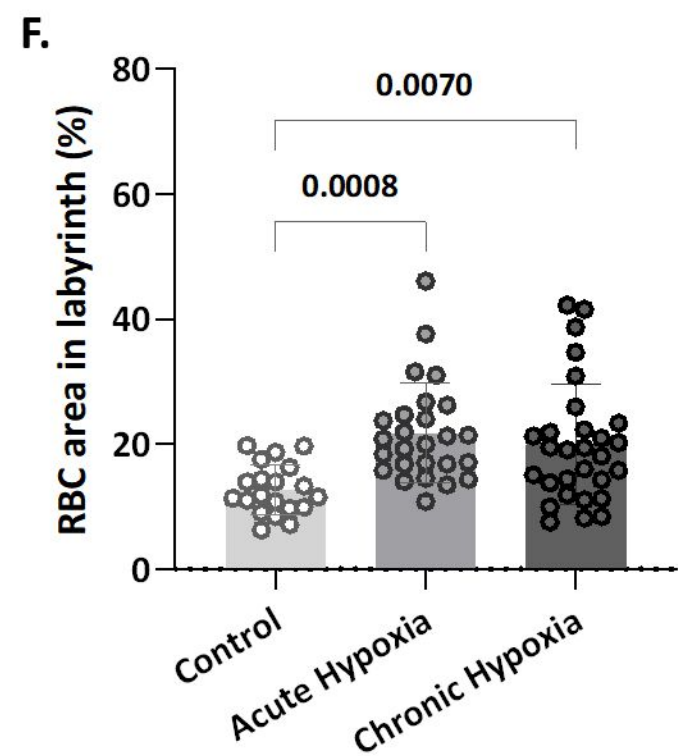 F.
RBC area in labyrinth (%)
80
60
40
20
0
0.0070
0.0008
Control
Acute Hypoxia
Chronic Hypoxia